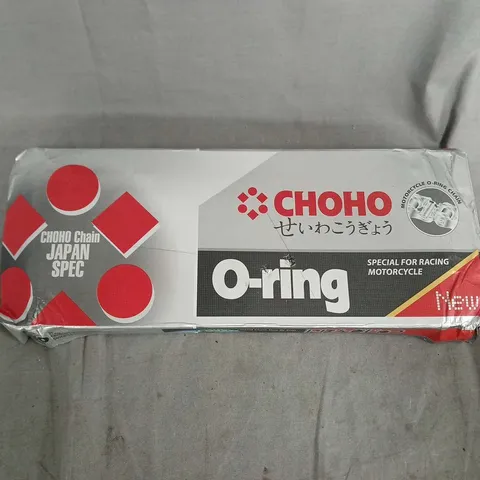 CHOHO Chain
JAPAN
SPEC
CHOHO
せいわこうぎょう
MOTORCYCLE O-RING CHAIN
O-ring
SPECIAL FOR RACING
MOTORCYCLE
New